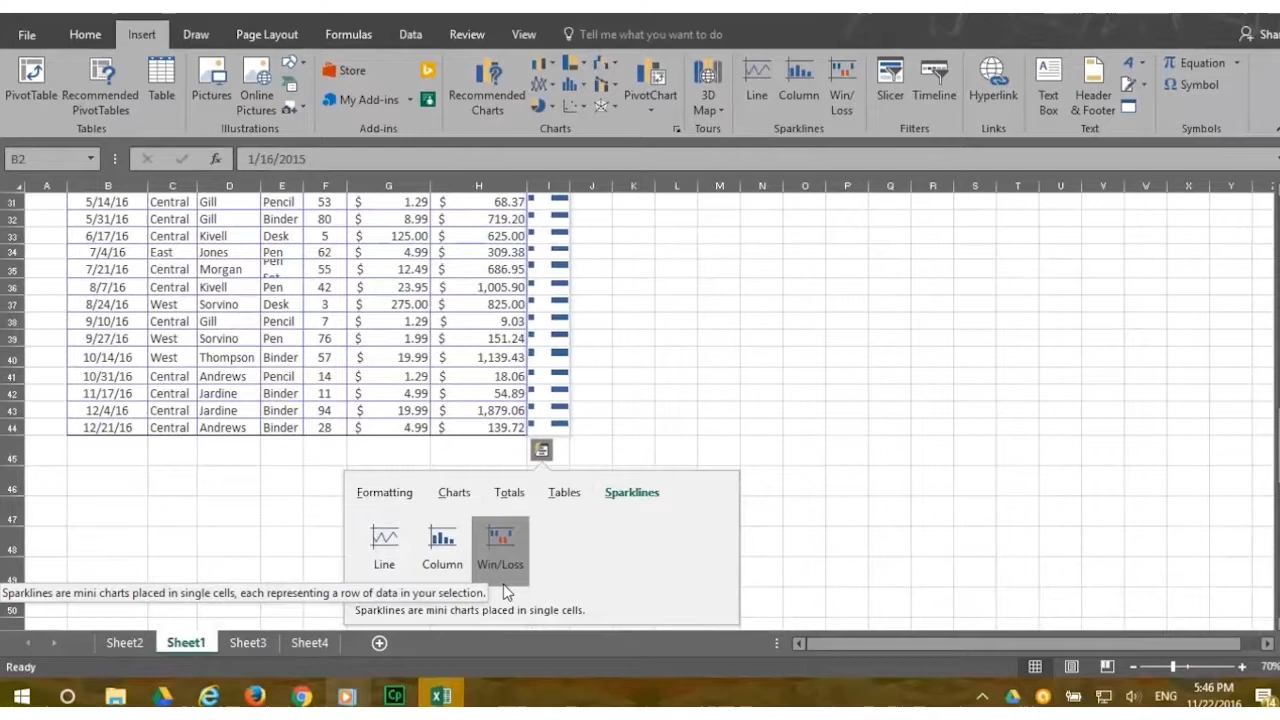 File Home Insert Draw Page Layout Formulas Data Review View Tell me what you want to do Sha
PivotTable Recommended PivotTables Table Pictures Online Pictures Store My Add-ins Recommended Charts PivotChart 3D Map Line Column Win/Loss Slicer Timeline Hyperlink Text Box Header & Footer Equation Symbol
Tables Illustrations Add-ins Charts Tours Sparklines Filters Links Text Symbols
B2 fx 1/16/2015
A B C D E F G H I J K L M N O P Q R S T U V W X Y
31 5/14/16 Central Gill Pencil 53 $ 1.29 $ 68.37
32 5/31/16 Central Gill Binder 80 $ 8.99 $ 719.20
33 6/17/16 Central Kivell Desk 5 $ 125.00 $ 625.00
34 7/4/16 East Jones Pen 62 $ 4.99 $ 309.38
35 7/21/16 Central Morgan Pen Set 55 $ 12.49 $ 686.95
36 8/7/16 Central Kivell Pen 42 $ 23.95 $ 1,005.90
37 8/24/16 West Sorvino Desk 3 $ 275.00 $ 825.00
38 9/10/16 Central Gill Pencil 7 $ 1.29 $ 9.03
39 9/27/16 West Sorvino Pen 76 $ 1.99 $ 151.24
40 10/14/16 West Thompson Binder 57 $ 19.99 $ 1,139.43
41 10/31/16 Central Andrews Pencil 14 $ 1.29 $ 18.06
42 11/17/16 Central Jardine Binder 11 $ 4.99 $ 54.89
43 12/4/16 Central Jardine Binder 94 $ 19.99 $ 1,879.06
44 12/21/16 Central Andrews Binder 28 $ 4.99 $ 139.72
45
46
47
48
49
50
Formatting Charts Totals Tables Sparklines
Line Column Win/Loss
Sparklines are mini charts placed in single cells, each representing a row of data in your selection.
Sparklines are mini charts placed in single cells.
Sheet2 Sheet1 Sheet3 Sheet4
Ready 70%
ENG 5:46 PM
11/22/2016